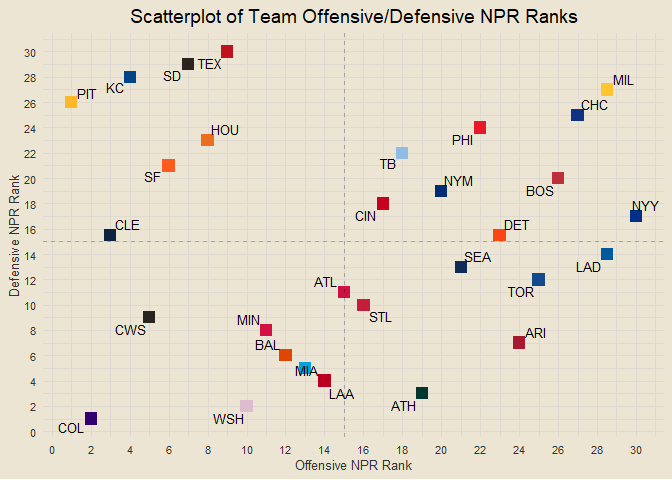 Scatterplot of Team Offensive/Defensive NPR Ranks
Defensive NPR Rank
30
28
26
24
22
20
18
16
14
12
10
8
6
4
2
0
TEX
SD
KC
PIT
MIL
CHC
HOU
PHI
TB
SF
NYM
BOS
CIN
NYY
CLE
DET
SEA
LAD
TOR
ATL
STL
MIN
CWS
BAL
ARI
MIA
LAA
ATH
WSH
COL
0 2 4 6 8 10 12 14 16 18 20 22 24 26 28 30
Offensive NPR Rank